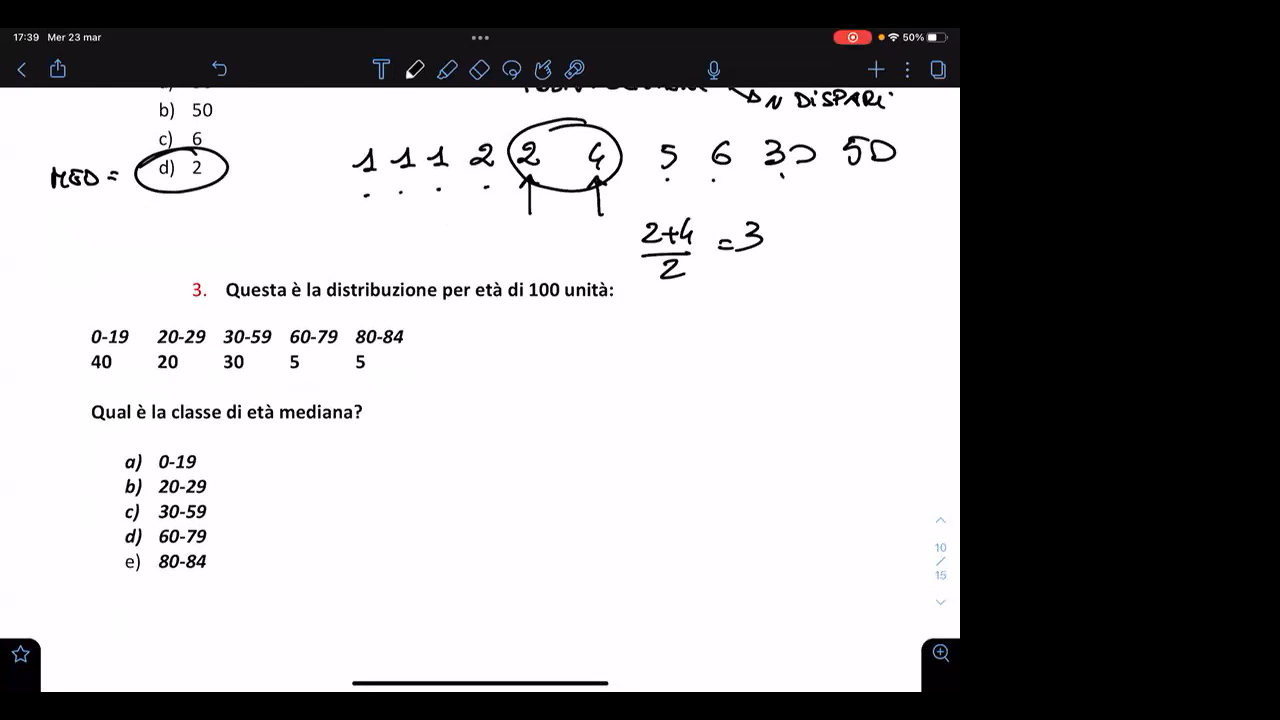 17:39 Mer 23 mar
50%
N DISPARI
b) 50
c) 6
MED = d) 2
1 1 1 2 2 4 5 6 30 50
2+4
= 3
2
3. Questa è la distribuzione per età di 100 unità:
0-19 20-29 30-59 60-79 80-84
40 20 30 5 5
Qual è la classe di età mediana?
a) 0-19
b) 20-29
c) 30-59
d) 60-79
e) 80-84
10
/
15